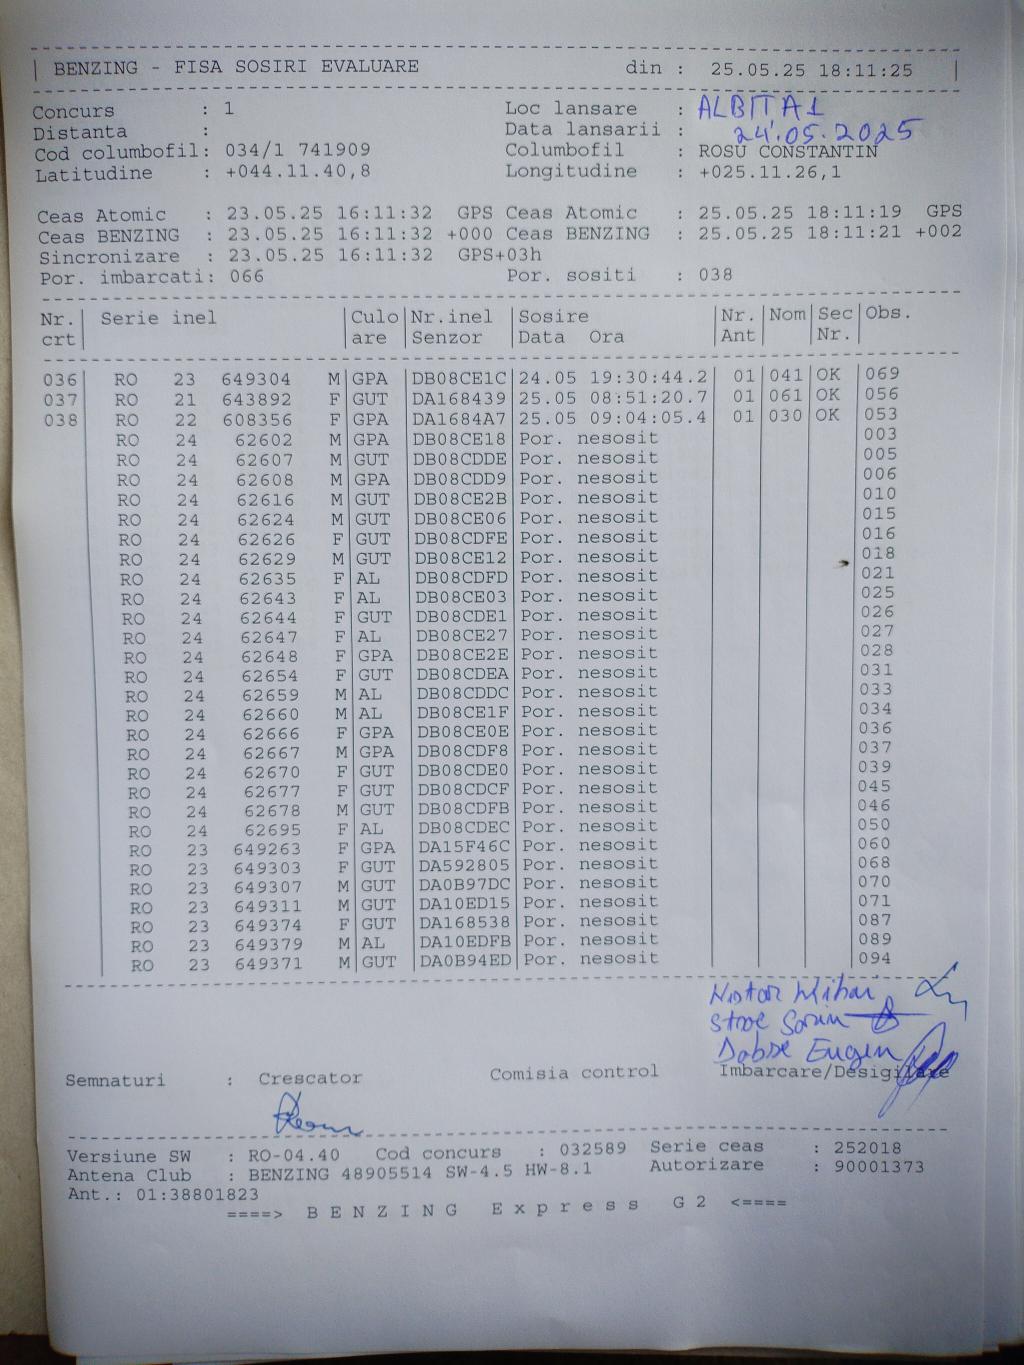 BENZING - FISA SOSIRI EVALUARE din : 25.05.25 18:11:25
Concurs : 1 Loc lansare : ALBITA 1
Distanta : Data lansarii : 24.05.2025
Cod columbofil: 034/1 741909 Columbofil : ROSU CONSTANTIN
Latitudine : +044.11.40,8 Longitudine : +025.11.26,1
Ceas Atomic : 23.05.25 16:11:32 GPS Ceas Atomic : 25.05.25 18:11:19 GPS
Ceas BENZING : 23.05.25 16:11:32 +000 Ceas BENZING : 25.05.25 18:11:21 +002
Sincronizare : 23.05.25 16:11:32 GPS+03h
Por. imbarcati: 066 Por. sositi : 038
Nr. Serie inel Culo Nr.inel Sosire Nr. Nom Sec Obs.
crt are Senzor Data Ora Ant Nr.
036 RO 23 649304 M GPA DB08CE1C 24.05 19:30:44.2 01 041 OK 069
037 RO 21 643892 F GUT DA168439 25.05 08:51:20.7 01 061 OK 056
038 RO 22 608356 F GPA DA1684A7 25.05 09:04:05.4 01 030 OK 053
RO 24 62602 M GPA DB08CE18 Por. nesosit 003
RO 24 62607 M GUT DB08CDDE Por. nesosit 005
RO 24 62608 M GPA DB08CDD9 Por. nesosit 006
RO 24 62616 M GUT DB08CE2B Por. nesosit 010
RO 24 62624 M GUT DB08CE06 Por. nesosit 015
RO 24 62626 F GUT DB08CDFE Por. nesosit 016
RO 24 62629 M GUT DB08CE12 Por. nesosit 018
RO 24 62635 F AL DB08CDFD Por. nesosit 021
RO 24 62643 F AL DB08CE03 Por. nesosit 025
RO 24 62644 F GUT DB08CDE1 Por. nesosit 026
RO 24 62647 F AL DB08CE27 Por. nesosit 027
RO 24 62648 F GPA DB08CE2E Por. nesosit 028
RO 24 62654 F GUT DB08CDEA Por. nesosit 031
RO 24 62659 M AL DB08CDDC Por. nesosit 033
RO 24 62660 M AL DB08CE1F Por. nesosit 034
RO 24 62666 F GPA DB08CE0E Por. nesosit 036
RO 24 62667 M GPA DB08CDF8 Por. nesosit 037
RO 24 62670 F GUT DB08CDE0 Por. nesosit 039
RO 24 62677 F GUT DB08CDCF Por. nesosit 045
RO 24 62678 M GUT DB08CDFB Por. nesosit 046
RO 24 62695 F AL DB08CDEC Por. nesosit 050
RO 23 649263 F GPA DA15F46C Por. nesosit 060
RO 23 649303 F GUT DA592805 Por. nesosit 068
RO 23 649307 M GUT DA0B97DC Por. nesosit 070
RO 23 649311 M GUT DA10ED15 Por. nesosit 071
RO 23 649374 F GUT DA168538 Por. nesosit 087
RO 23 649379 M AL DA10EDFB Por. nesosit 089
RO 23 649371 M GUT DA0B94ED Por. nesosit 094
Stroe Sorin
Eugen
Semnaturi : Crescator Comisia control Imbarcare/Desigilare
Versiune SW : RO-04.40 Cod concurs : 032589 Serie ceas : 252018
Antena Club : BENZING 48905514 SW-4.5 HW-8.1 Autorizare : 90001373
Ant.: 01:38801823
====> BENZING Express G2 <====